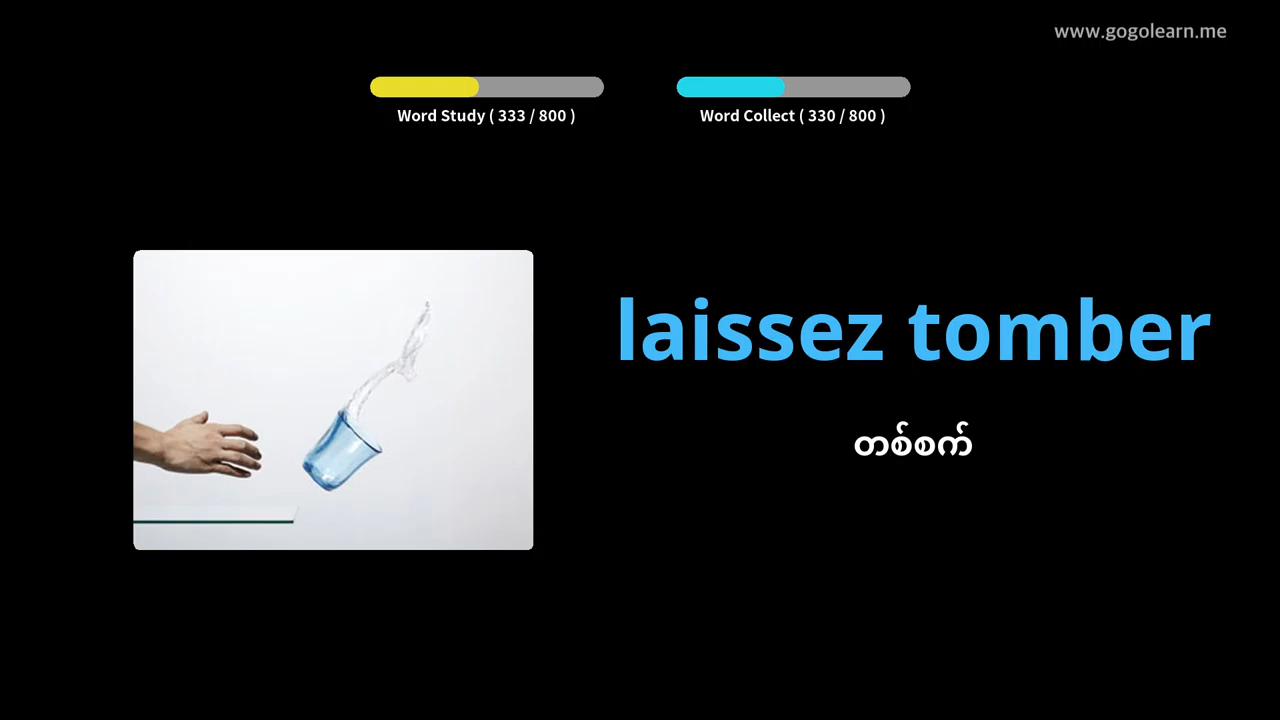 www.gogolearn.me
Word Study ( 333 / 800 )
Word Collect ( 330 / 800 )
laissez tomber
တစ်စက်